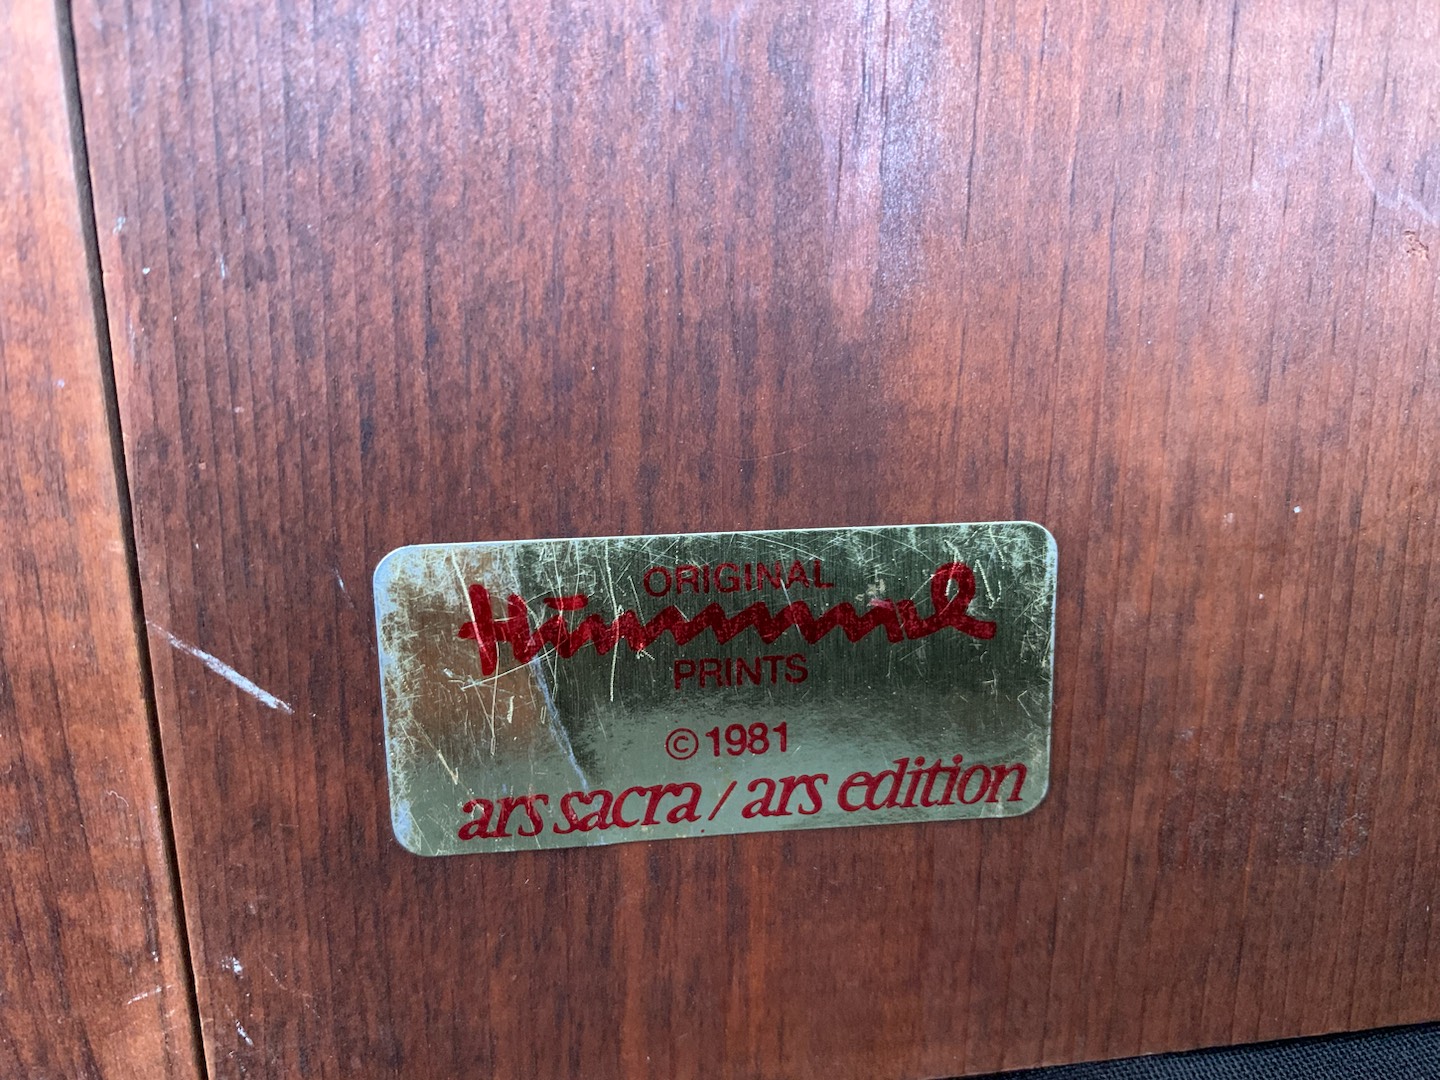 ORIGINAL
Hummel
PRINTS
©1981
ars sacra / ars edition